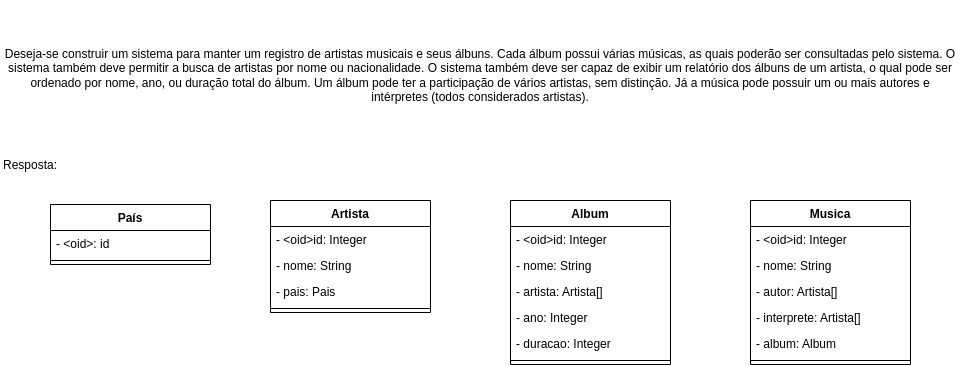 Deseja-se construir um sistema para manter um registro de artistas musicais e seus álbuns. Cada álbum possui várias músicas, as quais poderão ser consultadas pelo sistema. O
sistema também deve permitir a busca de artistas por nome ou nacionalidade. O sistema também deve ser capaz de exibir um relatório dos álbuns de um artista, o qual pode ser
ordenado por nome, ano, ou duração total do álbum. Um álbum pode ter a participação de vários artistas, sem distinção. Já a música pode possuir um ou mais autores e
intérpretes (todos considerados artistas).
Resposta:
País
- <oid>: id
Artista
- <oid>id: Integer
- nome: String
- pais: Pais
Album
- <oid>id: Integer
- nome: String
- artista: Artista[]
- ano: Integer
- duracao: Integer
Musica
- <oid>id: Integer
- nome: String
- autor: Artista[]
- interprete: Artista[]
- album: Album